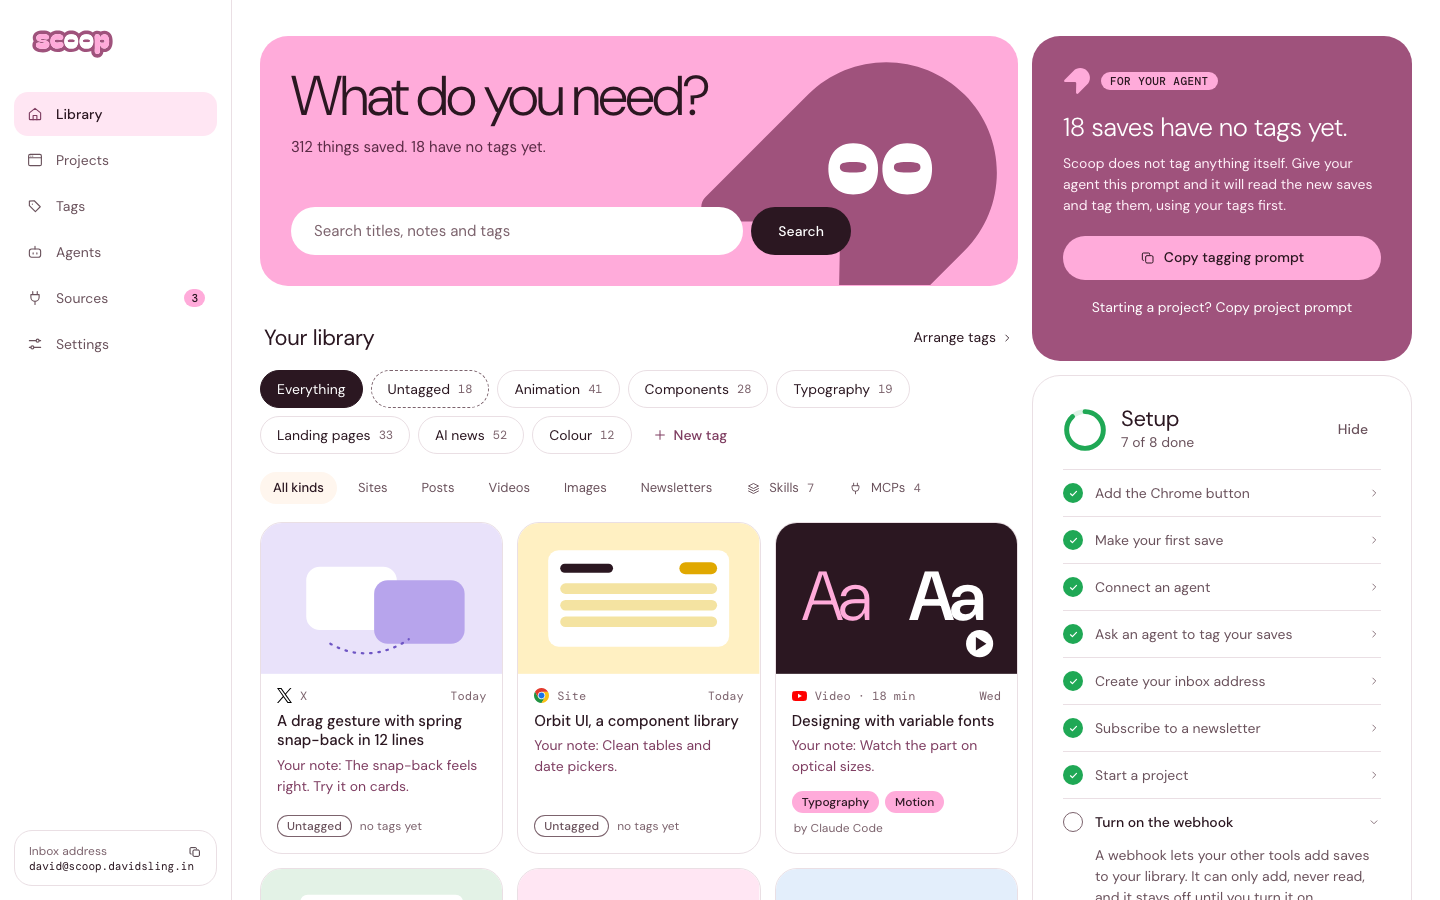 scoop
Library
Projects
Tags
Agents
Sources 3
Settings
Inbox address
david@scoop.davidsling.in
What do you need?
312 things saved. 18 have no tags yet.
Search titles, notes and tags
Search
Your library
Arrange tags
Everything
Untagged 18
Animation 41
Components 28
Typography 19
Landing pages 33
AI news 52
Colour 12
+ New tag
All kinds
Sites
Posts
Videos
Images
Newsletters
Skills 7
MCPs 4
X Today
A drag gesture with spring
snap-back in 12 lines
Your note: The snap-back feels
right. Try it on cards.
Untagged no tags yet
Site Today
Orbit UI, a component library
Your note: Clean tables and
date pickers.
Untagged no tags yet
Aa Aa
Video · 18 min Wed
Designing with variable fonts
Your note: Watch the part on
optical sizes.
Typography Motion
by Claude Code
FOR YOUR AGENT
18 saves have no tags yet.
Scoop does not tag anything itself. Give your
agent this prompt and it will read the new saves
and tag them, using your tags first.
Copy tagging prompt
Starting a project? Copy project prompt
Setup
7 of 8 done
Hide
Add the Chrome button
Make your first save
Connect an agent
Ask an agent to tag your saves
Create your inbox address
Subscribe to a newsletter
Start a project
Turn on the webhook
A webhook lets your other tools add saves
to your library. It can only add, never read,
and it stays off until you turn it on.